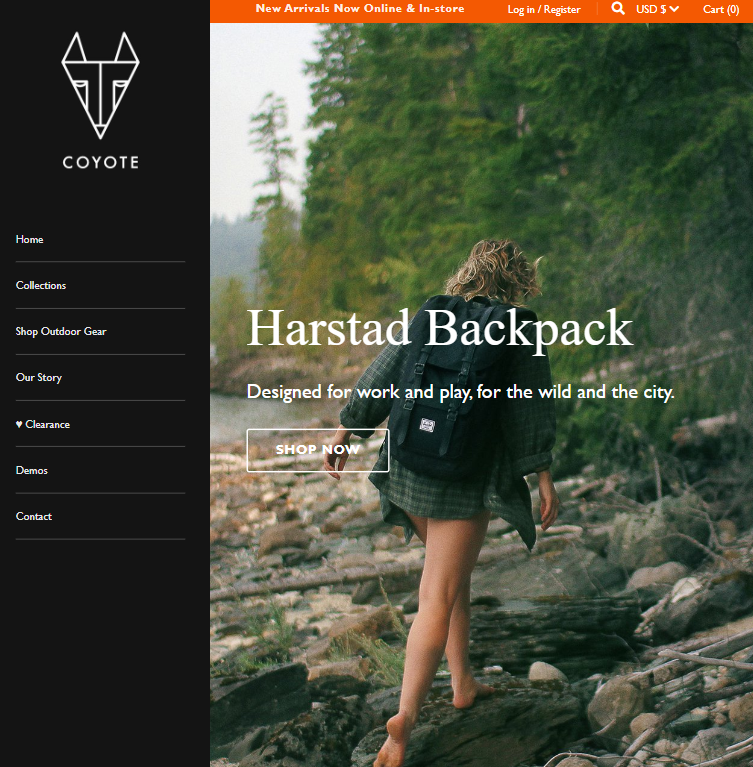 New Arrivals Now Online & In-store
Log in / Register
USD $
Cart (0)
COYOTE
Home
Collections
Shop Outdoor Gear
Our Story
♥ Clearance
Demos
Contact
Harstad Backpack
Designed for work and play, for the wild and the city.
SHOP NOW